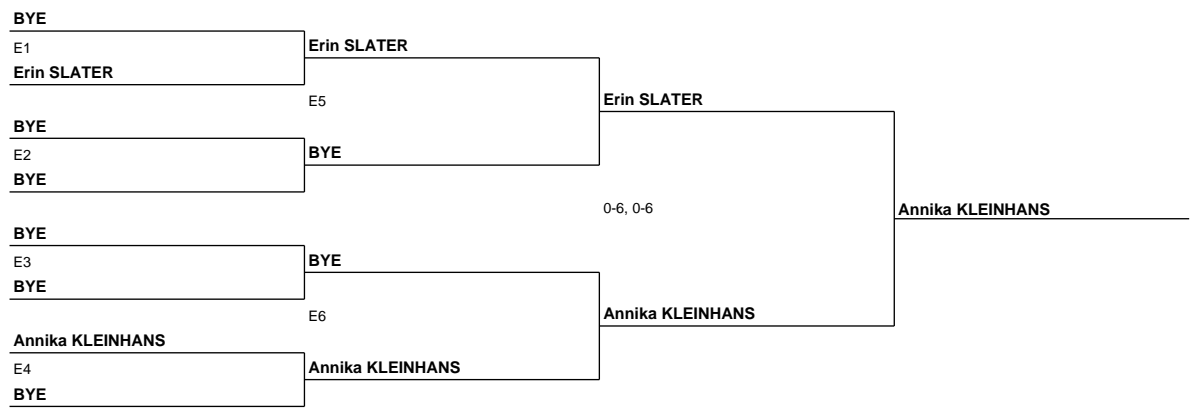 BYE
E1
Erin SLATER
Erin SLATER
E5
Erin SLATER
BYE
E2
BYE
BYE
0-6, 0-6
Annika KLEINHANS
BYE
E3
BYE
BYE
E6
Annika KLEINHANS
Annika KLEINHANS
E4
Annika KLEINHANS
BYE